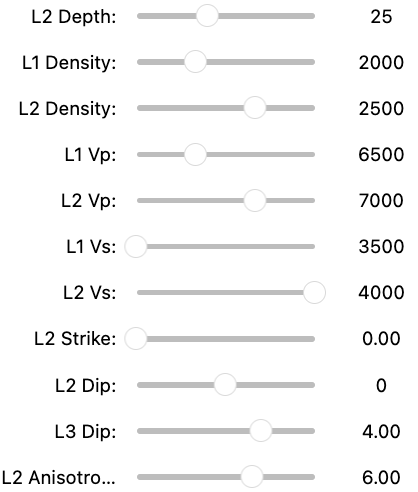 L2 Depth: 25
L1 Density: 2000
L2 Density: 2500
L1 Vp: 6500
L2 Vp: 7000
L1 Vs: 3500
L2 Vs: 4000
L2 Strike: 0.00
L2 Dip: 0
L3 Dip: 4.00
L2 Anisotro... 6.00